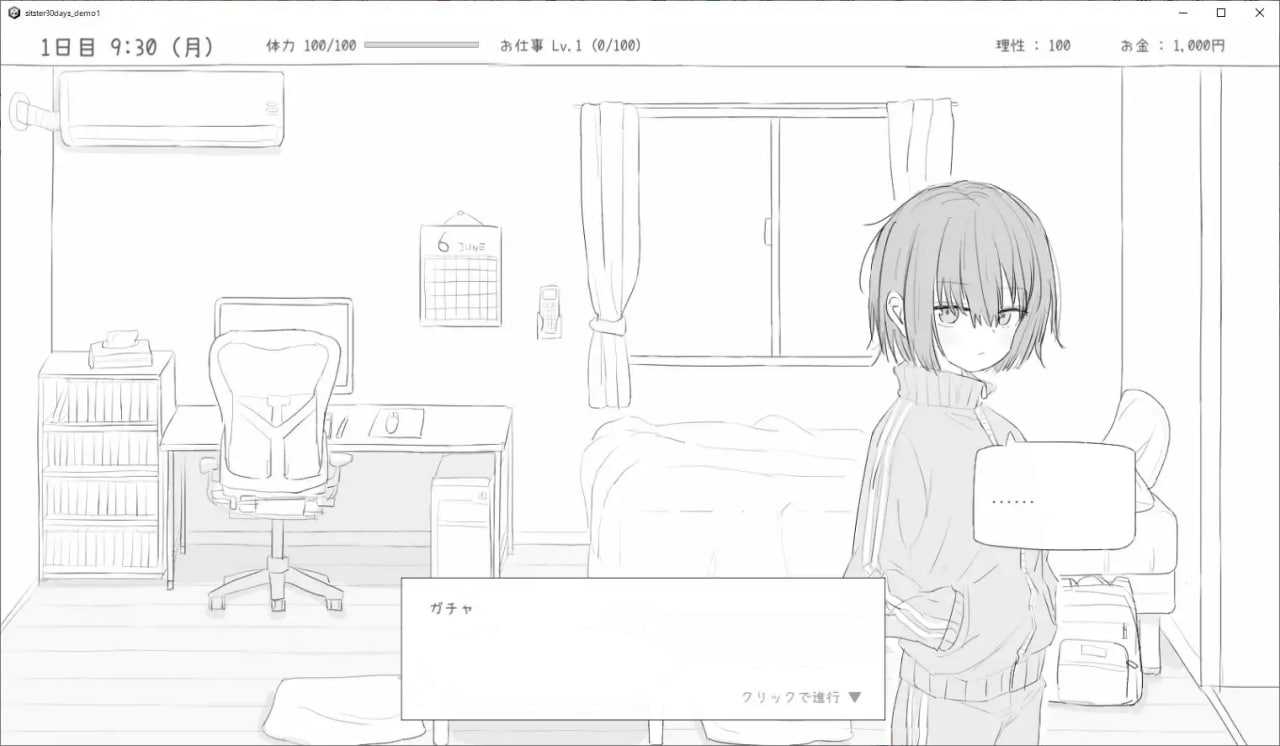 sitster30days_demo1
1日目 9:30 (月)
体力 100/100
お仕事 Lv.1 (0/100)
理性 : 100
お金 : 1,000円
6 JUNE
......
ガチャ
クリックで進行 ▼